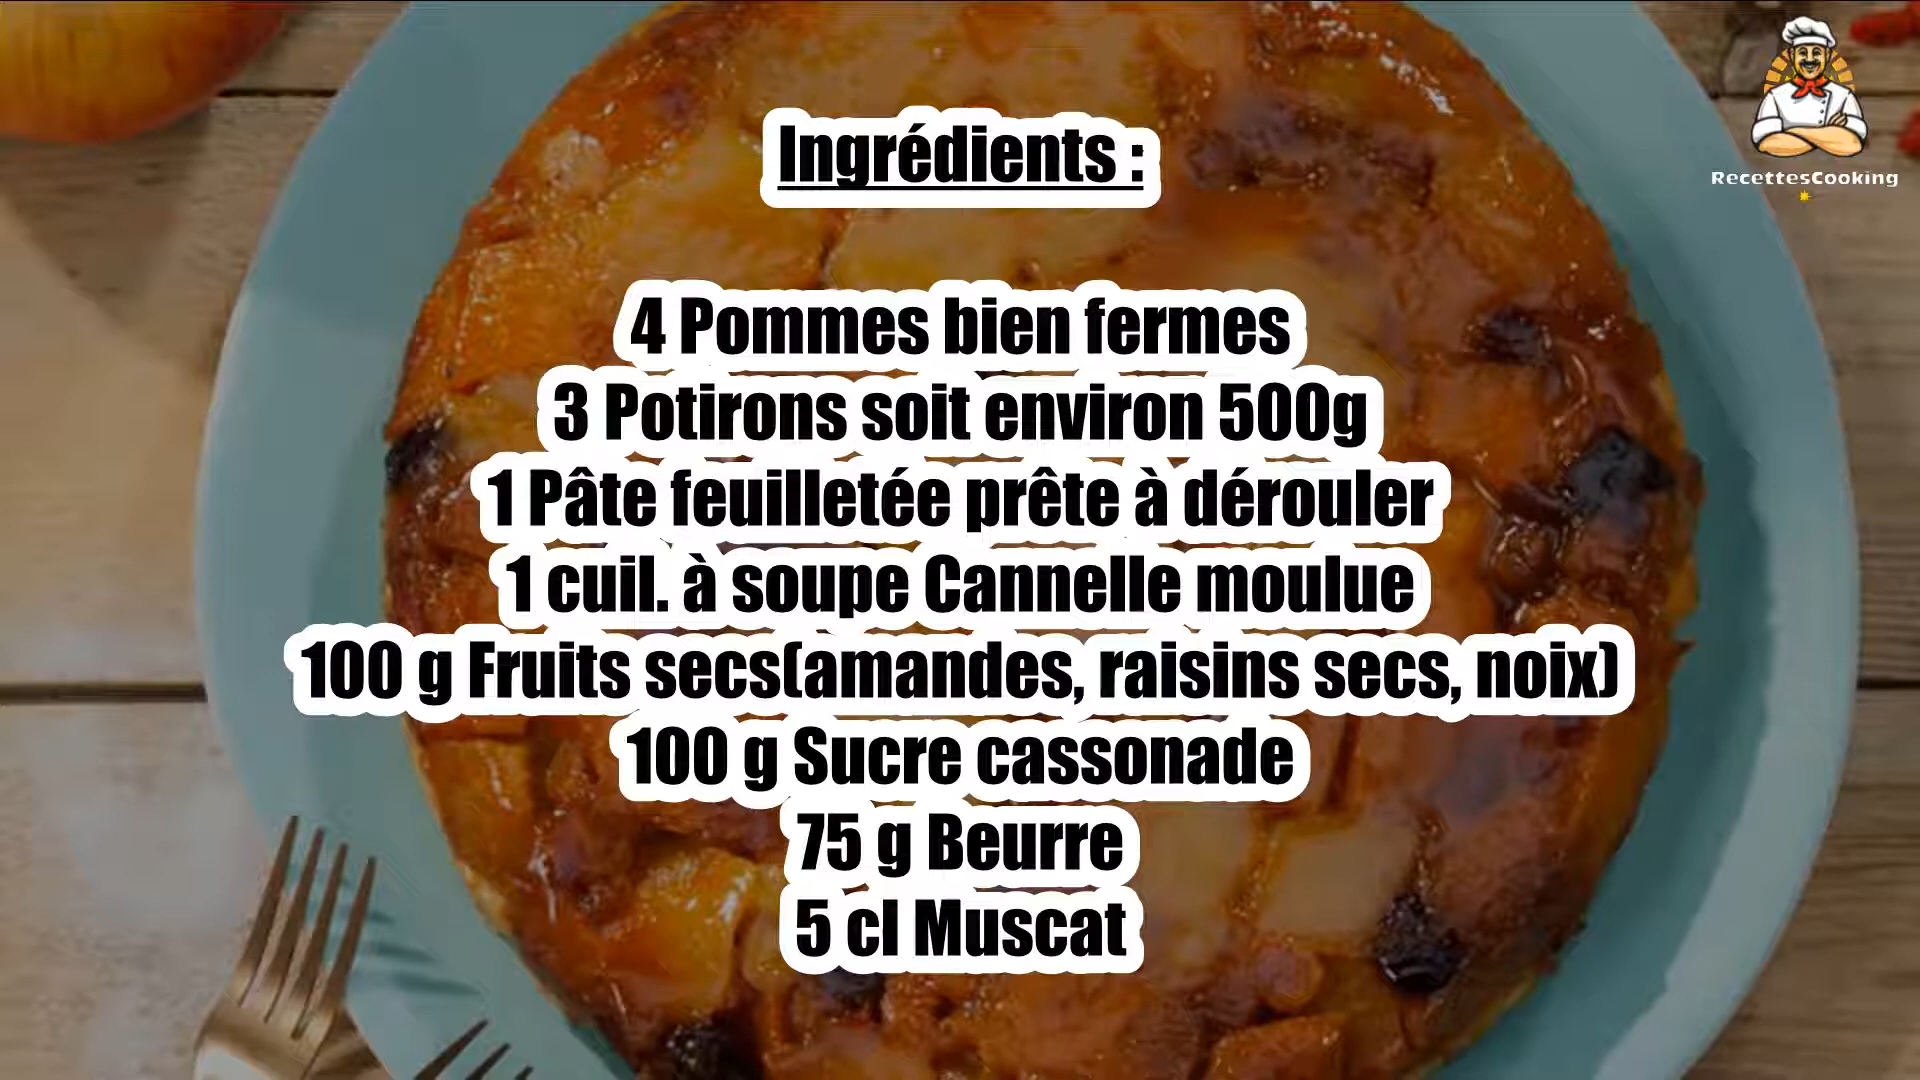 Ingrédients :
RecettesCooking
4 Pommes bien fermes
3 Potirons soit environ 500g
1 Pâte feuilletée prête à dérouler
1 cuil. à soupe Cannelle moulue
100 g Fruits secs(amandes, raisins secs, noix)
100 g Sucre cassonade
75 g Beurre
5 cl Muscat